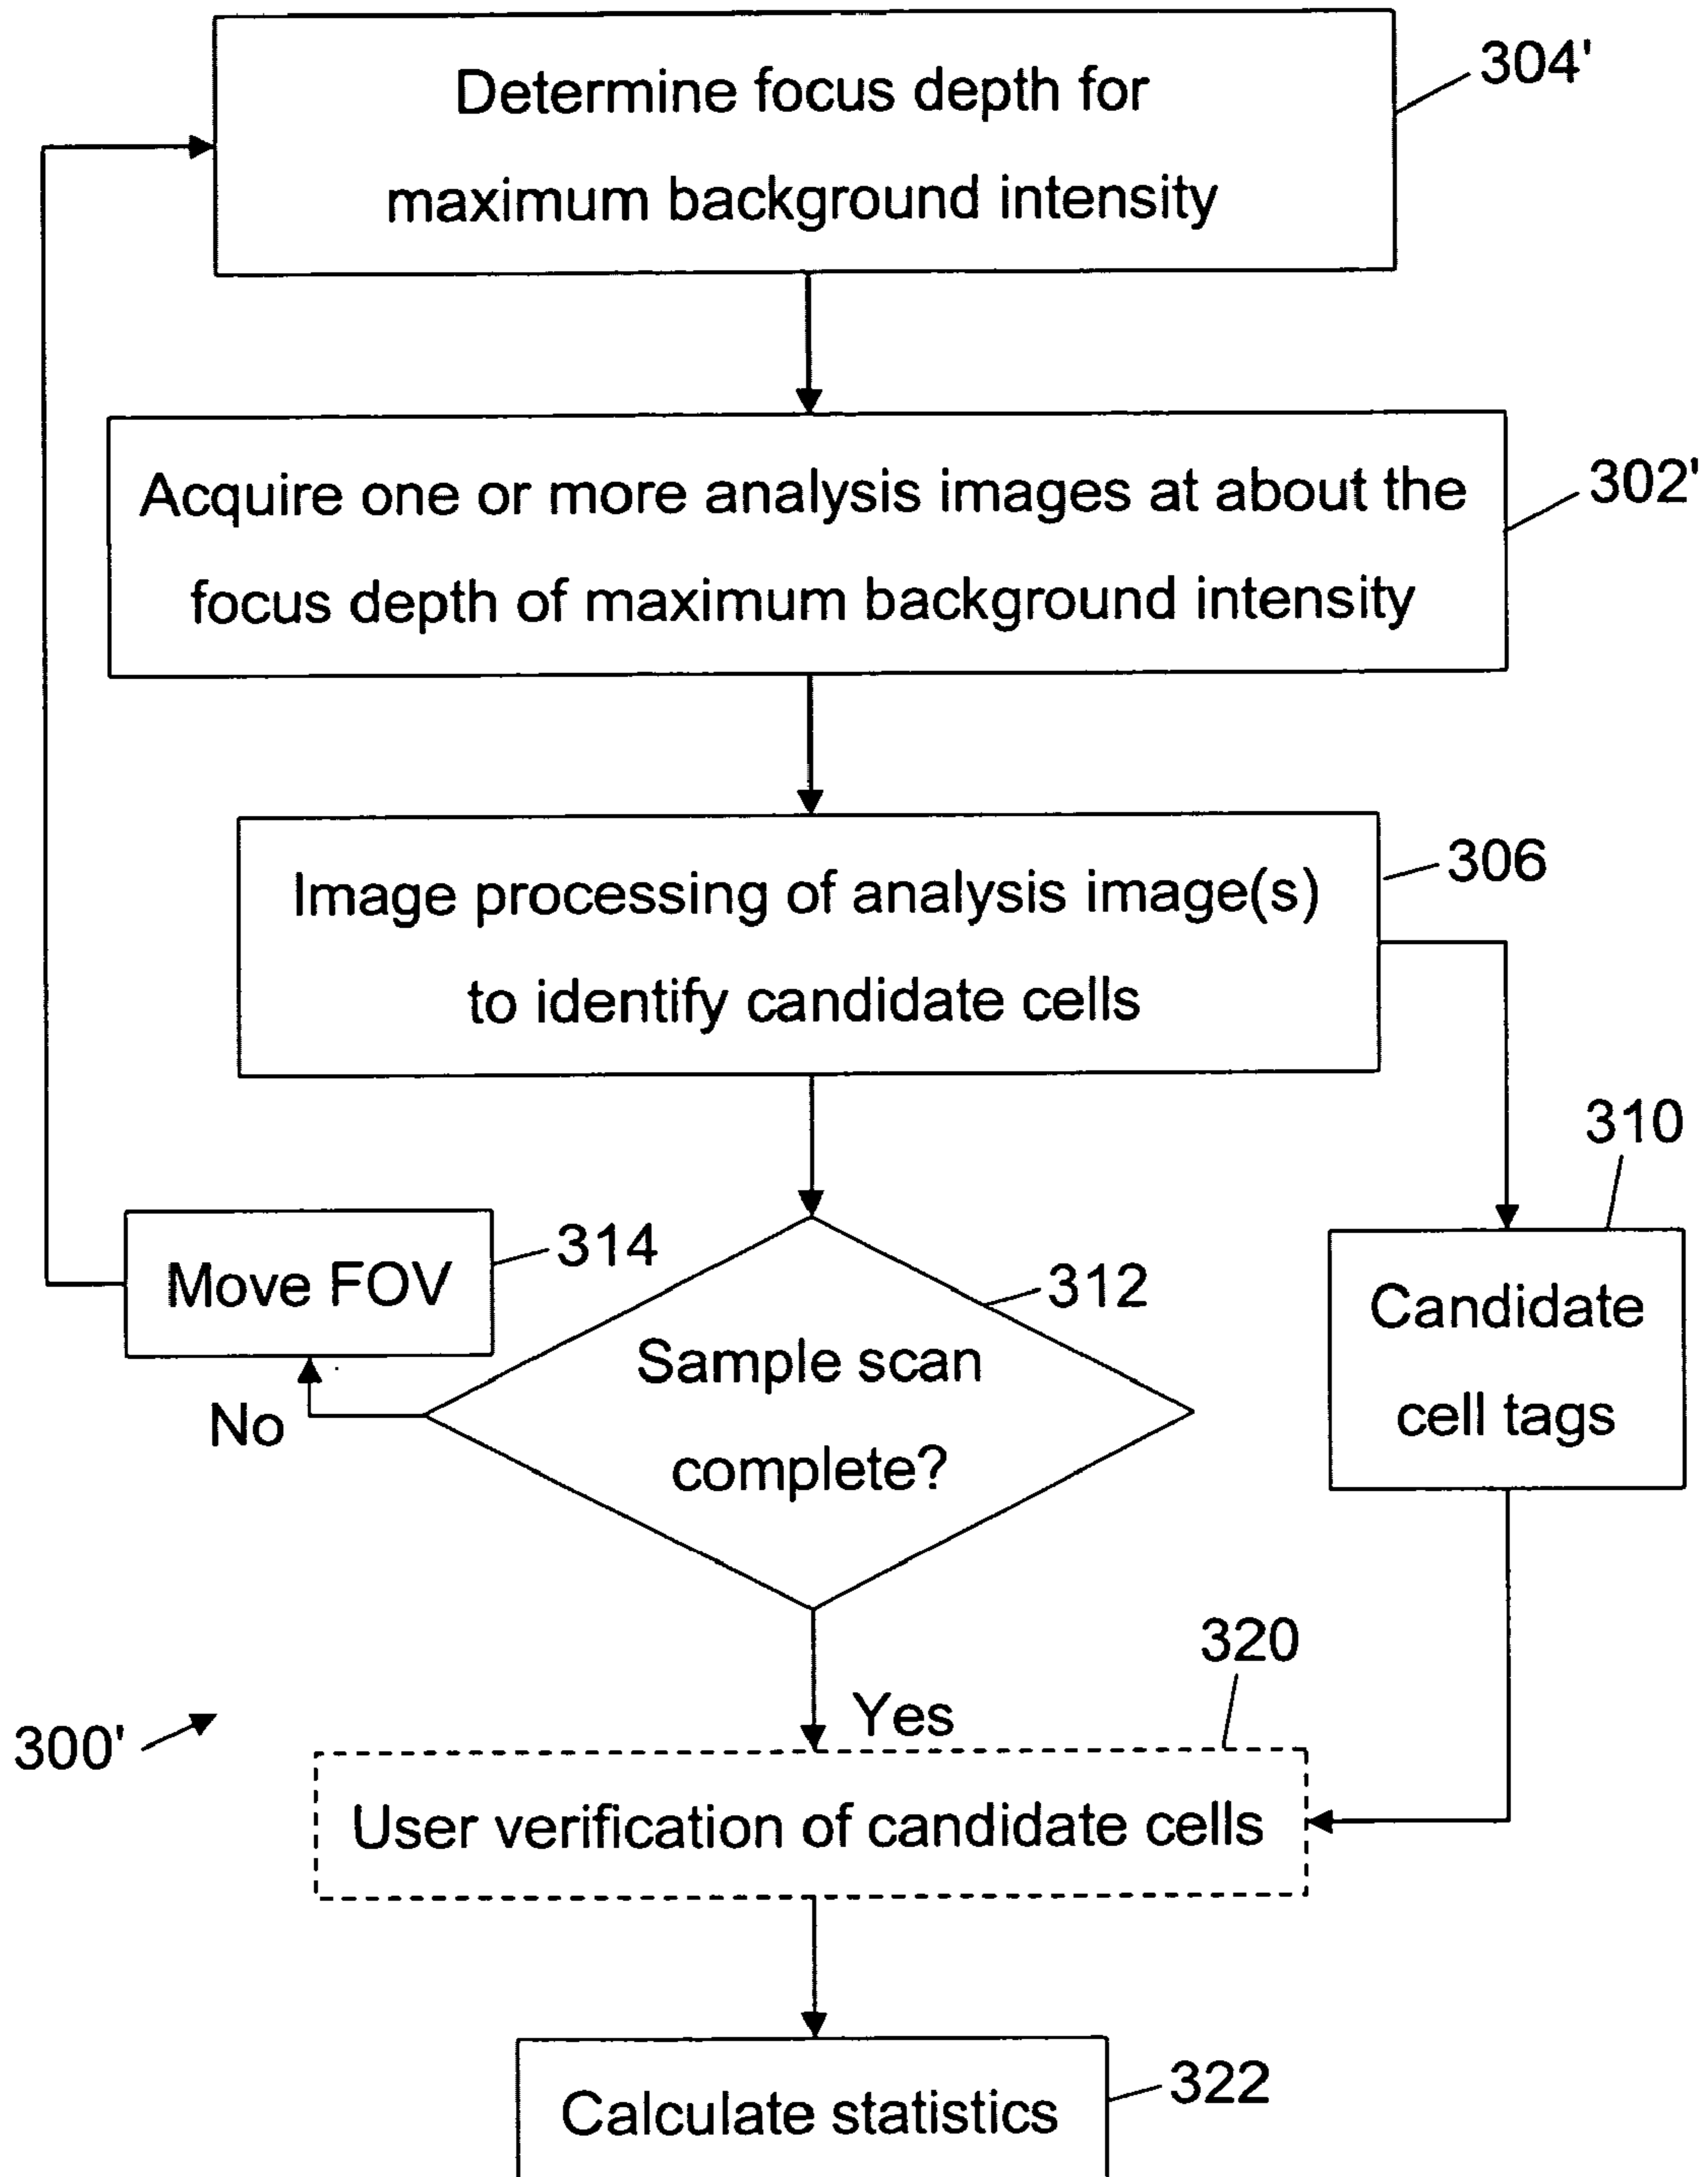 304'
Determine focus depth for
maximum background intensity
302'
Acquire one or more analysis images at about the
focus depth of maximum background intensity
306
Image processing of analysis image(s)
to identify candidate cells
310
Candidate
cell tags
314
Move FOV
312
Sample scan
complete?
No
Yes
320
300'
User verification of candidate cells
322
Calculate statistics